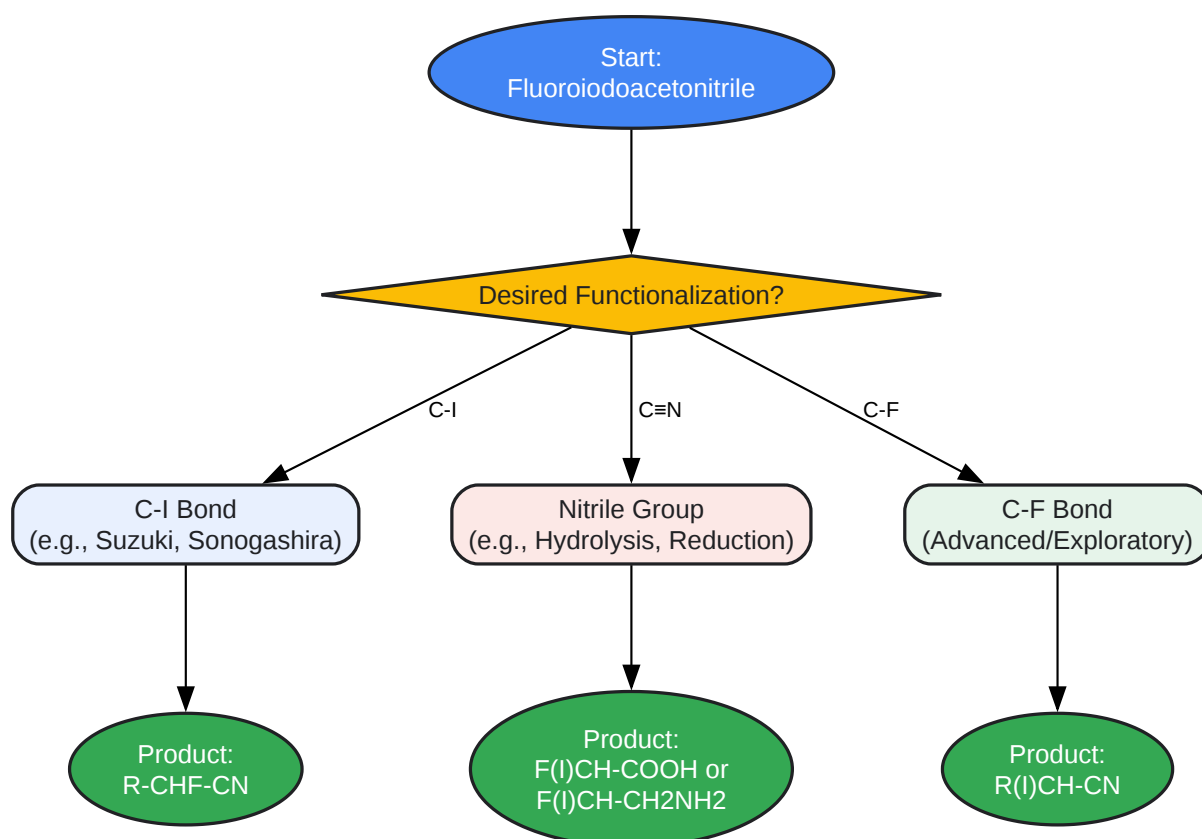 Start:
Fluoroiodoacetonitrile
Desired Functionalization?
C-I
C≡N
C-F
C-I Bond
(e.g., Suzuki, Sonogashira)
Nitrile Group
(e.g., Hydrolysis, Reduction)
C-F Bond
(Advanced/Exploratory)
Product:
R-CHF-CN
Product:
F(I)CH-COOH or
F(I)CH-CH2NH2
Product:
R(I)CH-CN